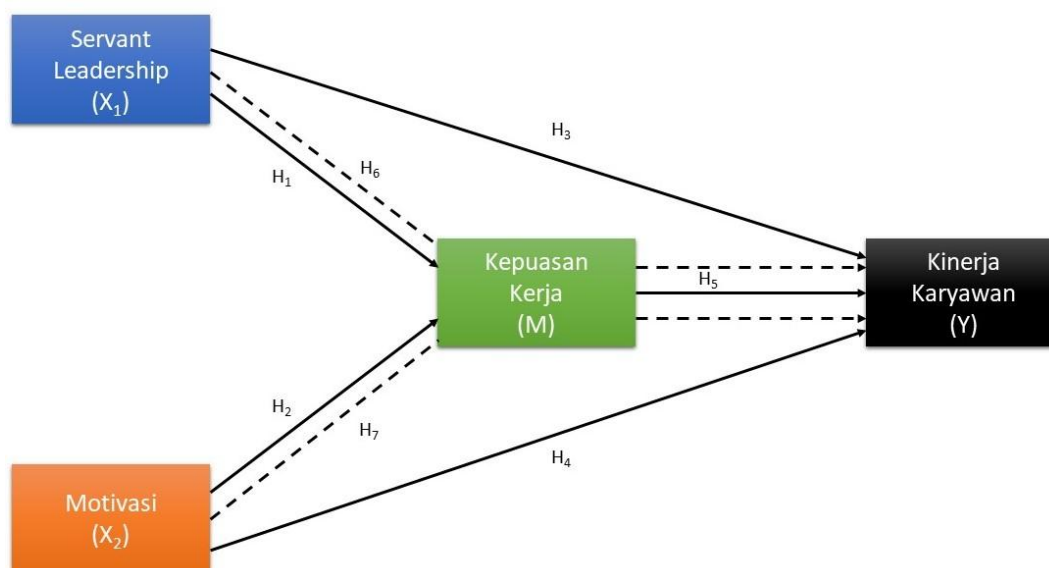 Servant
Leadership
(X₁)
H₃
H₆
H₁
Kepuasan
Kerja
(M)
H₅
Kinerja
Karyawan
(Y)
H₂
H₇
H₄
Motivasi
(X₂)